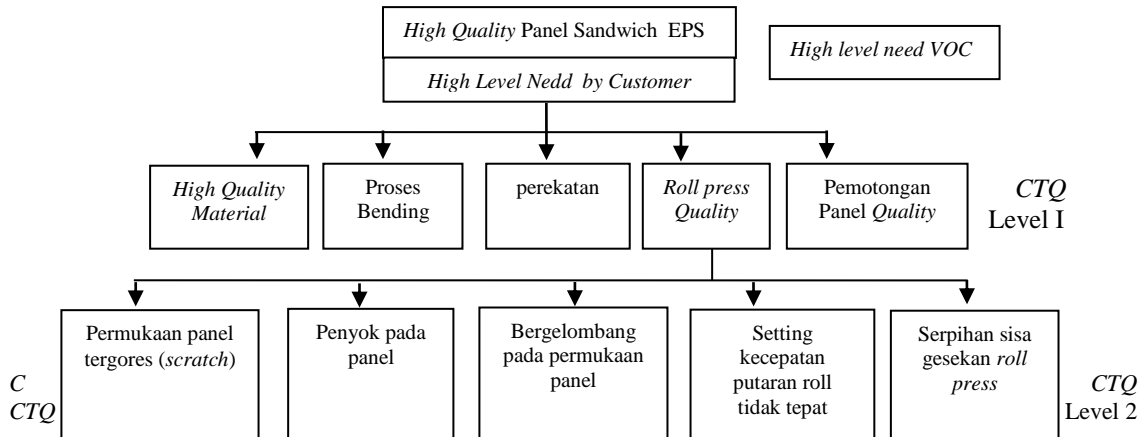 High Quality Panel Sandwich EPS
High level need VOC
High Level Nedd by Customer
High Quality
Material
Proses
Bending
perekatan
Roll press
Quality
Pemotongan
Panel Quality
CTQ
Level I
Permukaan panel
tergores (scratch)
Penyok pada
panel
Bergelombang
pada permukaan
panel
Setting
kecepatan
putaran roll
tidak tepat
Serpihan sisa
gesekan roll
press
C
CTQ
CTQ
Level 2